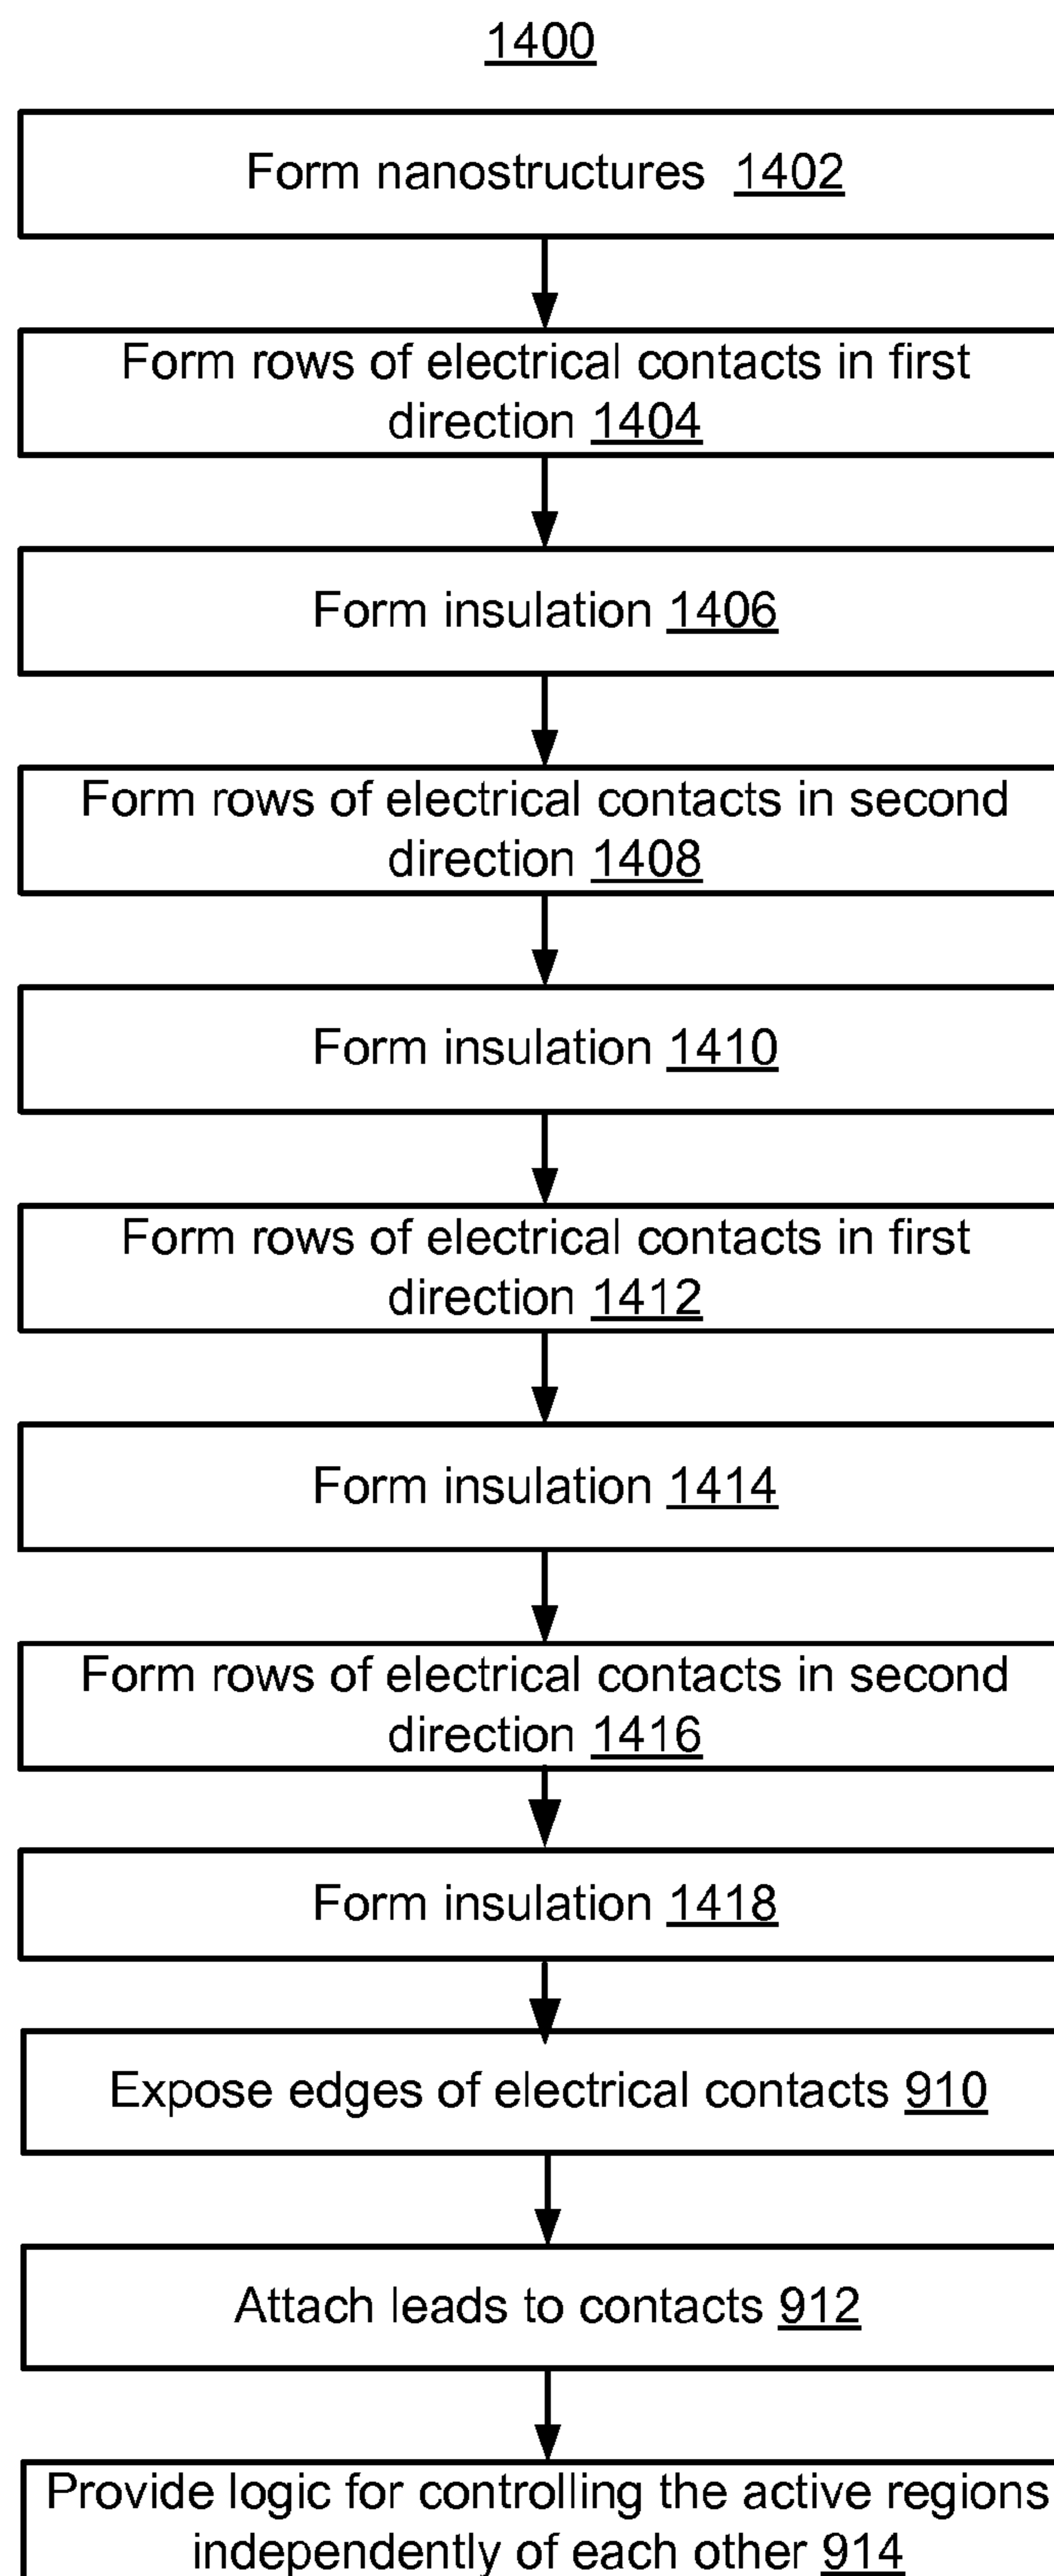 1400
Form nanostructures 1402
Form rows of electrical contacts in first
direction 1404
Form insulation 1406
Form rows of electrical contacts in second
direction 1408
Form insulation 1410
Form rows of electrical contacts in first
direction 1412
Form insulation 1414
Form rows of electrical contacts in second
direction 1416
Form insulation 1418
Expose edges of electrical contacts 910
Attach leads to contacts 912
Provide logic for controlling the active regions
independently of each other 914